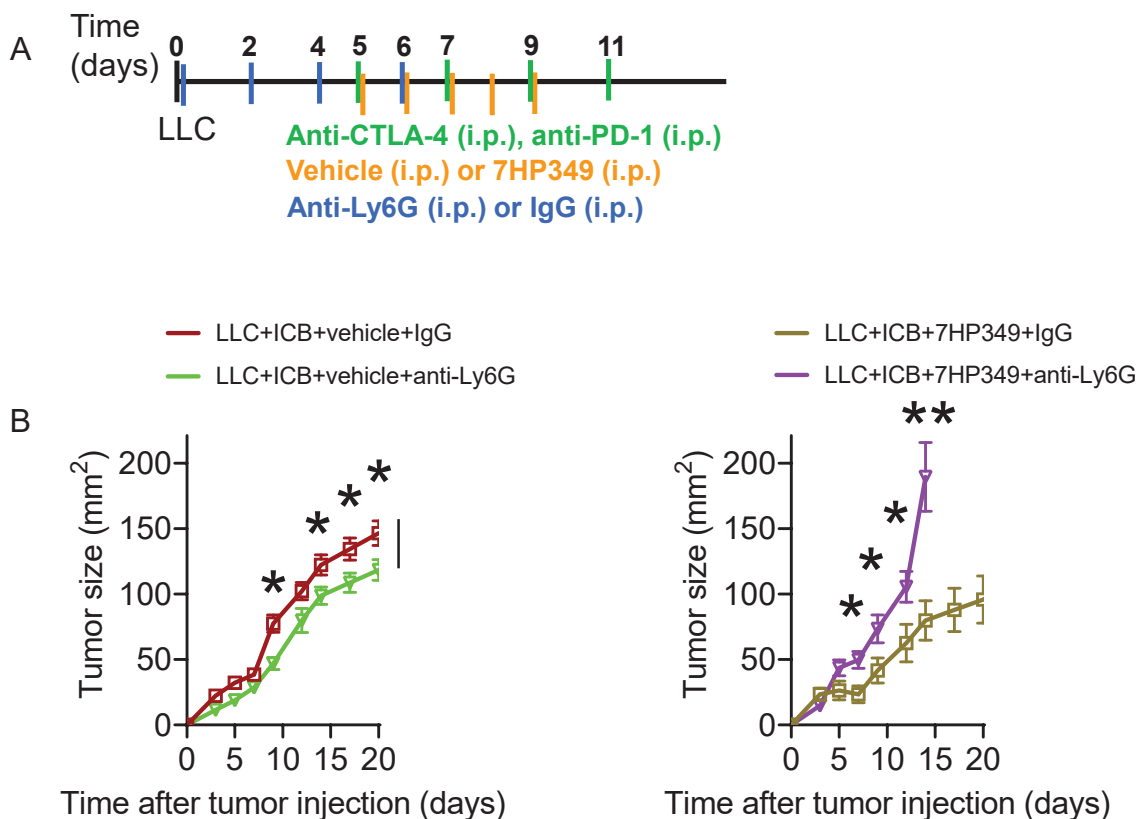 A
Time
(days)
0 2 4 5 6 7 9 11
LLC
Anti-CTLA-4 (i.p.), anti-PD-1 (i.p.)
Vehicle (i.p.) or 7HP349 (i.p.)
Anti-Ly6G (i.p.) or IgG (i.p.)
LLC+ICB+vehicle+IgG
LLC+ICB+vehicle+anti-Ly6G
LLC+ICB+7HP349+IgG
LLC+ICB+7HP349+anti-Ly6G
B
Tumor size (mm²)
200
150
100
50
0
* * * *
0 5 10 15 20
Time after tumor injection (days)
Tumor size (mm²)
200
150
100
50
0
* * * **
0 5 10 15 20
Time after tumor injection (days)